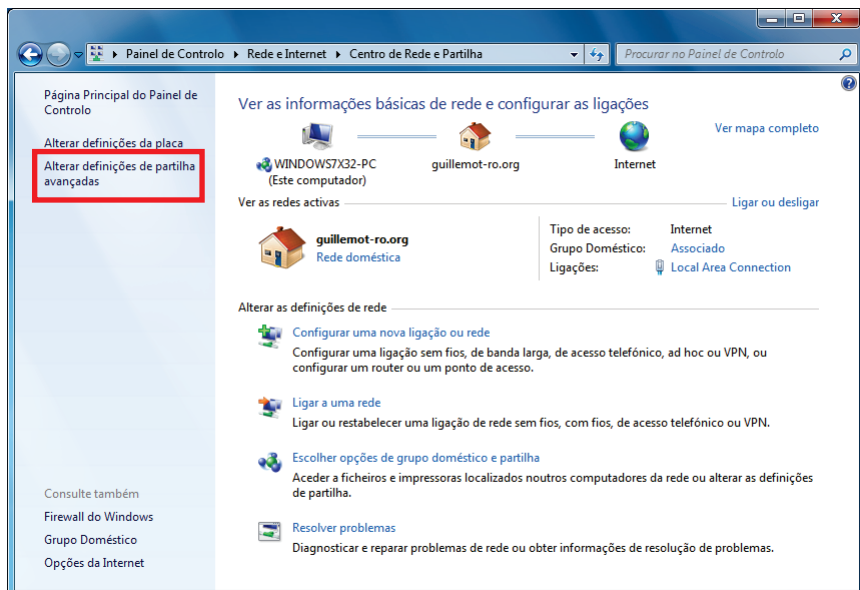 Painel de Controlo Rede e Internet Centro de Rede e Partilha Procurar no Painel de Controlo
Página Principal do Painel de
Controlo
Alterar definições da placa
Alterar definições de partilha
avançadas
Ver as informações básicas de rede e configurar as ligações
Ver mapa completo
WINDOWS7X32-PC
(Este computador)
guillemot-ro.org
Internet
Ver as redes activas
Ligar ou desligar
guillemot-ro.org
Rede doméstica
Tipo de acesso: Internet
Grupo Doméstico: Associado
Ligações: Local Area Connection
Alterar as definições de rede
Configurar uma nova ligação ou rede
Configurar uma ligação sem fios, de banda larga, de acesso telefónico, ad hoc ou VPN, ou
configurar um router ou um ponto de acesso.
Ligar a uma rede
Ligar ou restabelecer uma ligação de rede sem fios, com fios, de acesso telefónico ou VPN.
Escolher opções de grupo doméstico e partilha
Aceder a ficheiros e impressoras localizados noutros computadores da rede ou alterar as definições
de partilha.
Resolver problemas
Diagnosticar e reparar problemas de rede ou obter informações de resolução de problemas.
Consulte também
Firewall do Windows
Grupo Doméstico
Opções da Internet